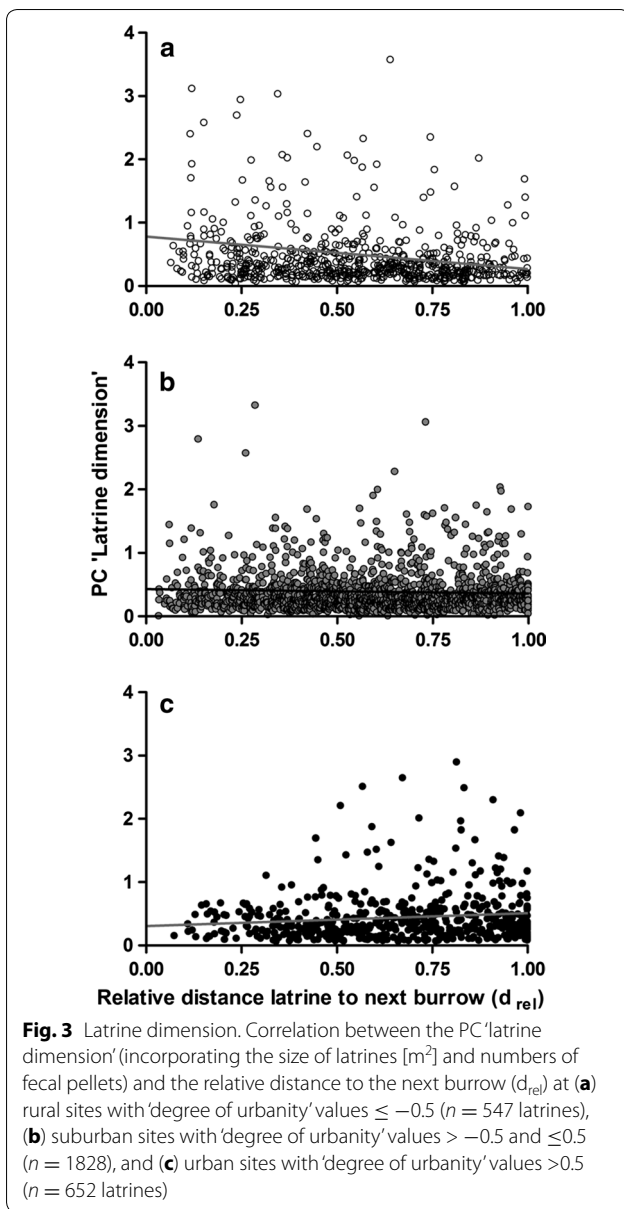 a
4
3
2
1
0
0.00 0.25 0.50 0.75 1.00
b
4
3
2
1
0
0.00 0.25 0.50 0.75 1.00
PC 'Latrine dimension'
c
4
3
2
1
0
0.00 0.25 0.50 0.75 1.00
Relative distance latrine to next burrow (d rel)
Fig. 3 Latrine dimension. Correlation between the PC ‘latrine
dimension’ (incorporating the size of latrines [m²] and numbers of
fecal pellets) and the relative distance to the next burrow (drel) at (a)
rural sites with ‘degree of urbanity’ values ≤ −0.5 (n = 547 latrines),
(b) suburban sites with ‘degree of urbanity’ values > −0.5 and ≤0.5
(n = 1828), and (c) urban sites with ‘degree of urbanity’ values >0.5
(n = 652 latrines)